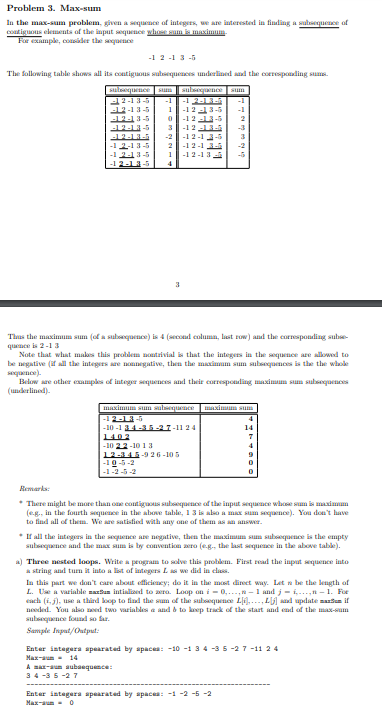 Problem 3. Max-sum
In the max-sum problem, given a sequence of integers, we are interested in finding a subsequence of
contiguous elements of the input sequence whose sum is maximum.
For example, consider the sequence
-1 2 -1 3 -5
The following table shows all its contiguous subsequences underlined and the corresponding sums.
subsequence sum subsequence sum
-1 2 -1 3 -5 -1 -1 2 -1 3 -5 -1
-1 2 -1 3 -5 1 -1 2 -1 3 -5 -1
-1 2 -1 3 -5 0 -1 2 -1 3 -5 2
-1 2 -1 3 -5 3 -1 2 -1 3 -5 -3
-1 2 -1 3 -5 -2 -1 2 -1 3 -5 3
-1 2 -1 3 -5 2 -1 2 -1 3 -5 -2
-1 2 -1 3 -5 1 -1 2 -1 3 -5 -5
-1 2 -1 3 -5 4
3
Thus the maximum sum (of a subsequence) is 4 (second column, last row) and the corresponding subse-
quence is 2 -1 3
Note that what makes this problem nontrivial is that the integers in the sequence are allowed to
be negative (if all the integers are nonnegative, then the maximum sum subsequences is the the whole
sequence).
Below are other examples of integer sequences and their corresponding maximum sum subsequences
(underlined).
maximum sum subsequence maximum sum
-1 2 -1 3 -5 4
-10 -1 3 4 -3 5 -2 7 -11 2 4 14
1 4 0 2 7
-10 2 2 -10 1 3 4
1 2 -3 4 5 -9 2 6 -10 5 9
-1 0 -5 -2 0
-1 -2 -5 -2 0
Remarks:
* There might be more than one contiguous subsequence of the input sequence whose sum is maximum
(e.g., in the fourth sequence in the above table, 1 3 is also a max sum sequence). You don't have
to find all of them. We are satisfied with any one of them as an answer.
* If all the integers in the sequence are negative, then the maximum sum subsequence is the empty
subsequence and the max sum is by convention zero (e.g., the last sequence in the above table).
a) Three nested loops. Write a program to solve this problem. First read the input sequence into
a string and turn it into a list of integers L as we did in class.
In this part we don't care about efficiency; do it in the most direct way. Let n be the length of
L. Use a variable maxSum intialized to zero. Loop on i = 0, . . . , n − 1 and j = i, . . . , n − 1. For
each (i, j), use a third loop to find the sum of the subsequence L[i], . . . , L[j] and update maxSum if
needed. You also need two variables a and b to keep track of the start and end of the max-sum
subsequence found so far.
Sample Input/Output:
Enter integers spearated by spaces: -10 -1 3 4 -3 5 -2 7 -11 2 4
Max-sum = 14
A max-sum subsequence:
3 4 -3 5 -2 7
------------------------------------------------------------
Enter integers spearated by spaces: -1 -2 -5 -2
Max-sum = 0